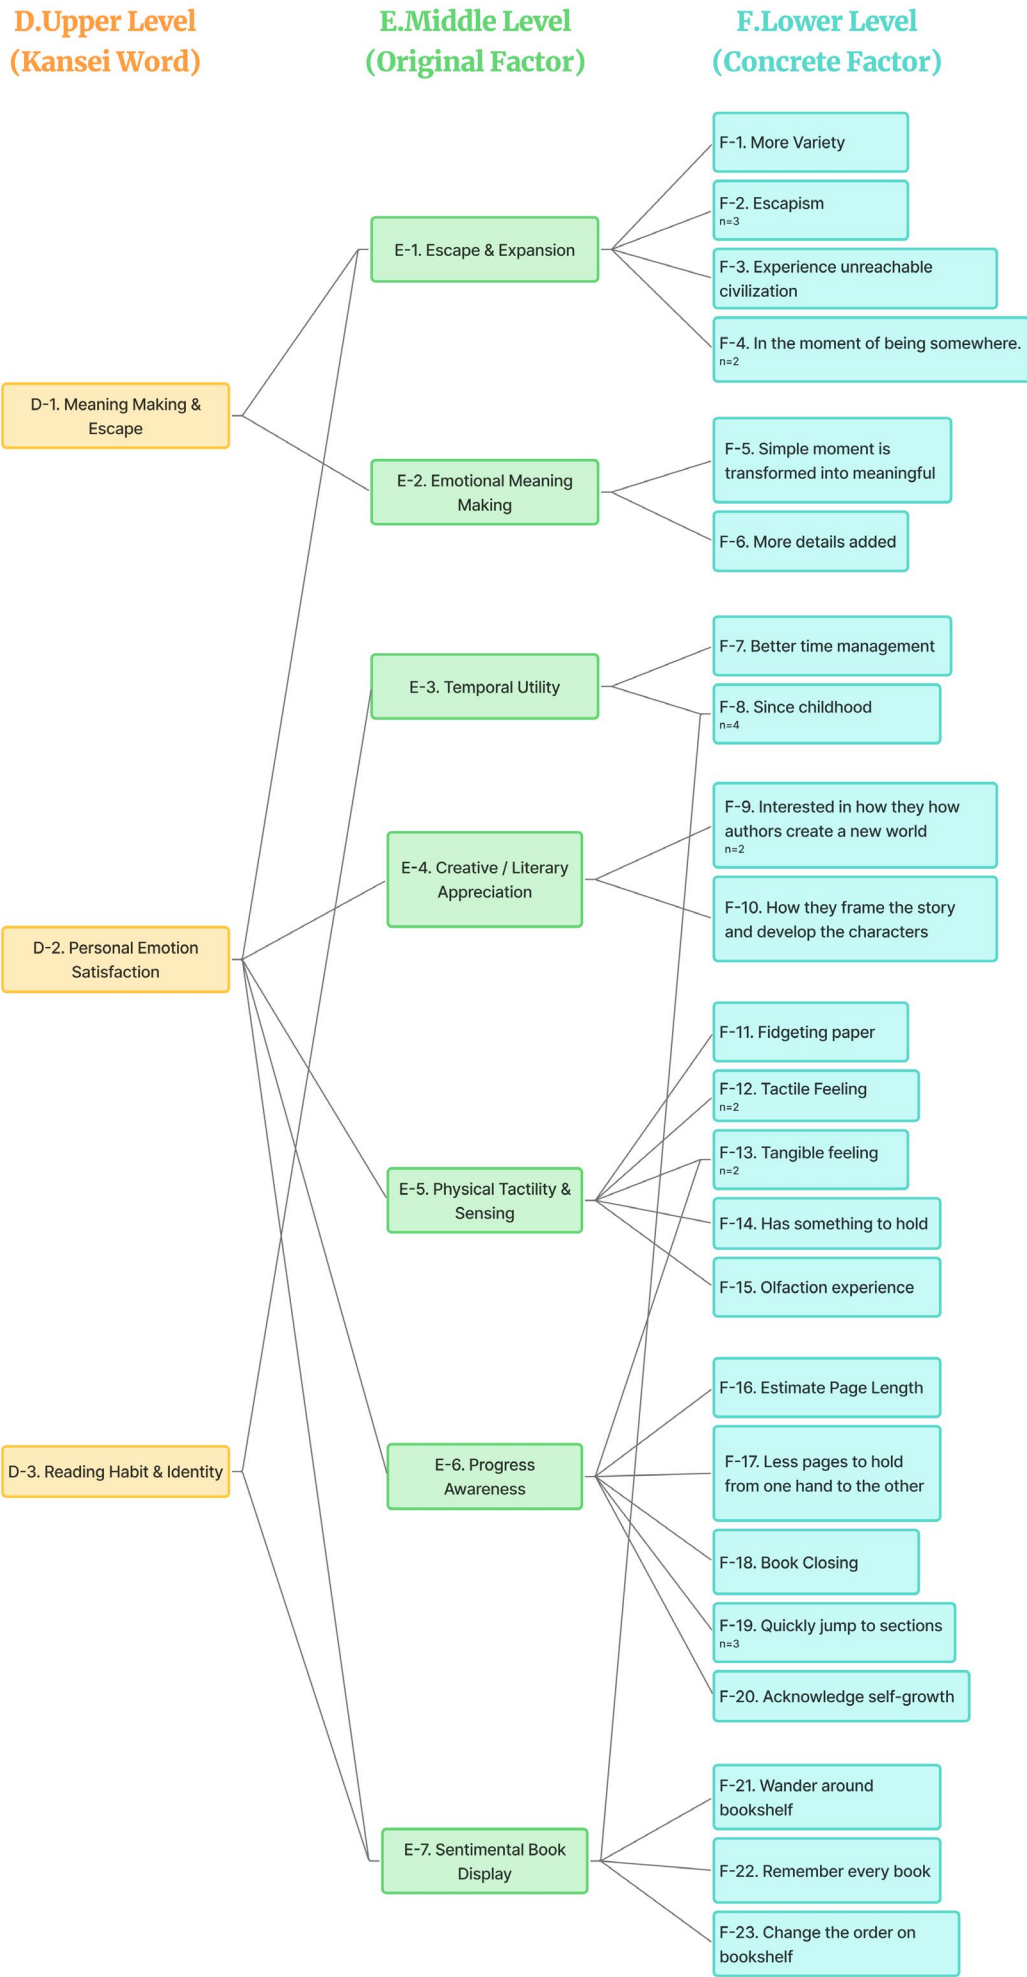 D.Upper Level
(Kansei Word)
E.Middle Level
(Original Factor)
F.Lower Level
(Concrete Factor)
D-1. Meaning Making &
Escape
D-2. Personal Emotion
Satisfaction
D-3. Reading Habit & Identity
E-1. Escape & Expansion
E-2. Emotional Meaning
Making
E-3. Temporal Utility
E-4. Creative / Literary
Appreciation
E-5. Physical Tactility &
Sensing
E-6. Progress
Awareness
E-7. Sentimental Book
Display
F-1. More Variety
F-2. Escapism
n=3
F-3. Experience unreachable
civilization
F-4. In the moment of being somewhere.
n=2
F-5. Simple moment is
transformed into meaningful
F-6. More details added
F-7. Better time management
F-8. Since childhood
n=4
F-9. Interested in how they how
authors create a new world
n=2
F-10. How they frame the story
and develop the characters
F-11. Fidgeting paper
F-12. Tactile Feeling
n=2
F-13. Tangible feeling
n=2
F-14. Has something to hold
F-15. Olfaction experience
F-16. Estimate Page Length
F-17. Less pages to hold
from one hand to the other
F-18. Book Closing
F-19. Quickly jump to sections
n=3
F-20. Acknowledge self-growth
F-21. Wander around
bookshelf
F-22. Remember every book
F-23. Change the order on
bookshelf